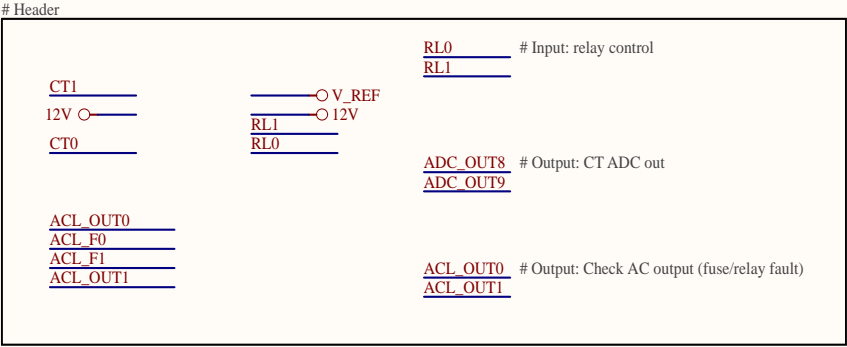 # Header
CT1
12V
CT0
V_REF
12V
RL1
RL0
ACL_OUT0
ACL_F0
ACL_F1
ACL_OUT1
RL0 # Input: relay control
RL1
ADC_OUT8 # Output: CT ADC out
ADC_OUT9
ACL_OUT0 # Output: Check AC output (fuse/relay fault)
ACL_OUT1